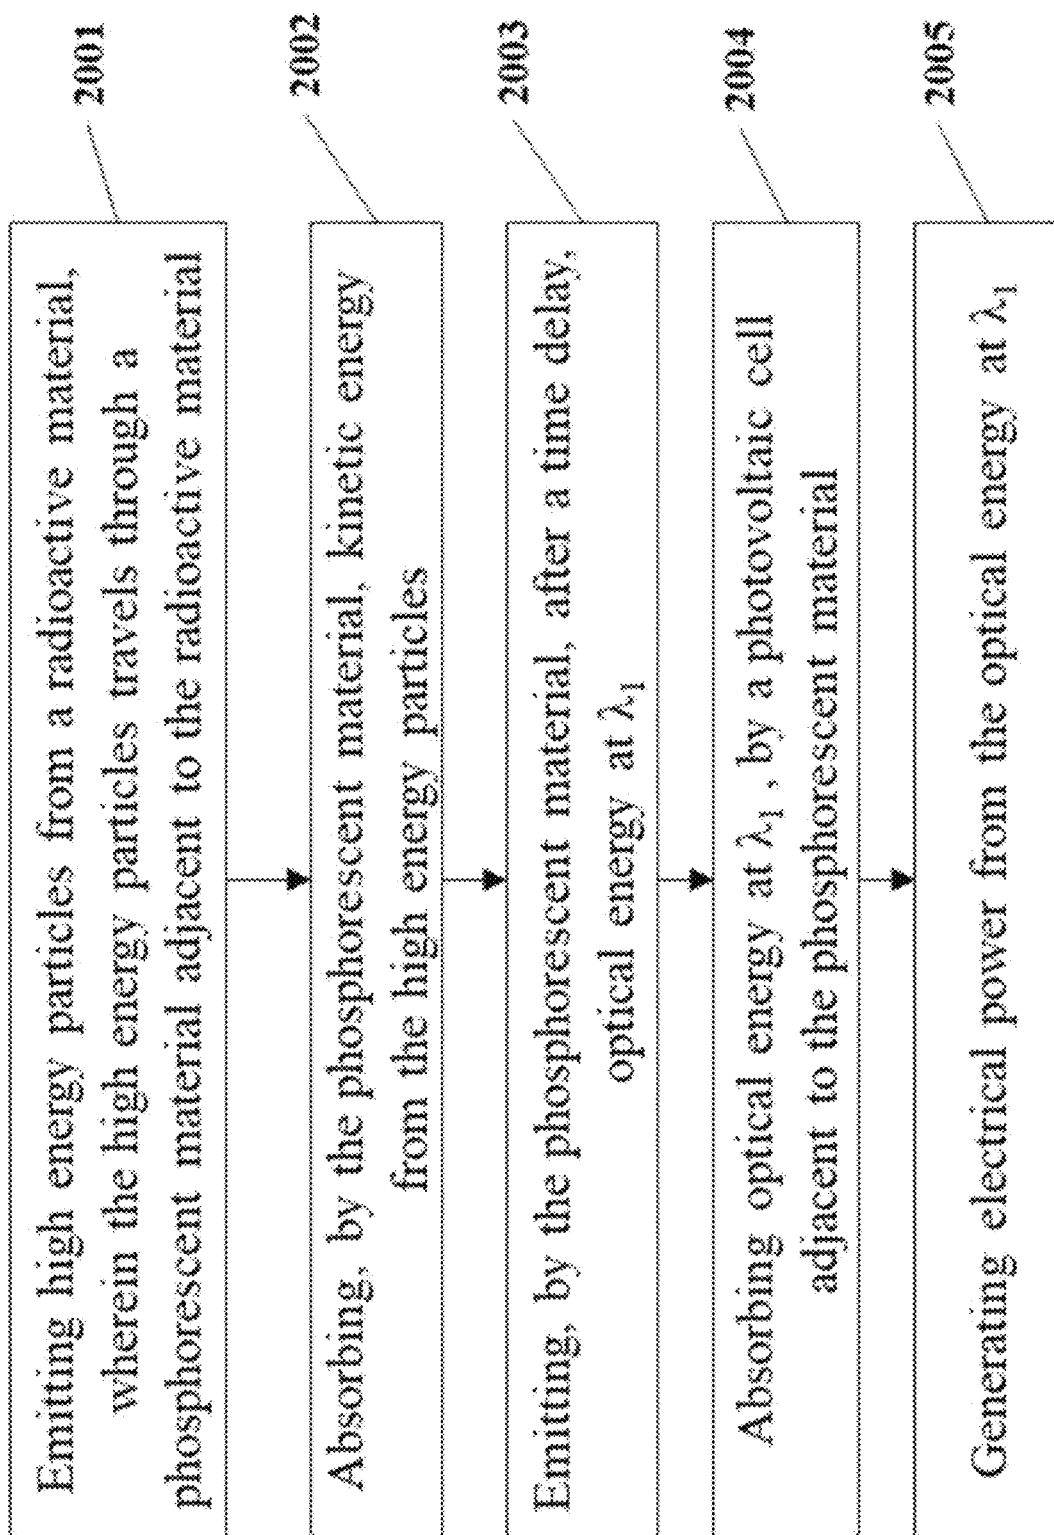 Emitting high energy particles from a radioactive material,
wherein the high energy particles travels through a
phosphorescent material adjacent to the radioactive material
2001
Absorbing, by the phosphorescent material, kinetic energy
from the high energy particles
2002
Emitting, by the phosphorescent material, after a time delay,
optical energy at λ₁
2003
Absorbing optical energy at λ₁, by a photovoltaic cell
adjacent to the phosphorescent material
2004
Generating electrical power from the optical energy at λ₁
2005